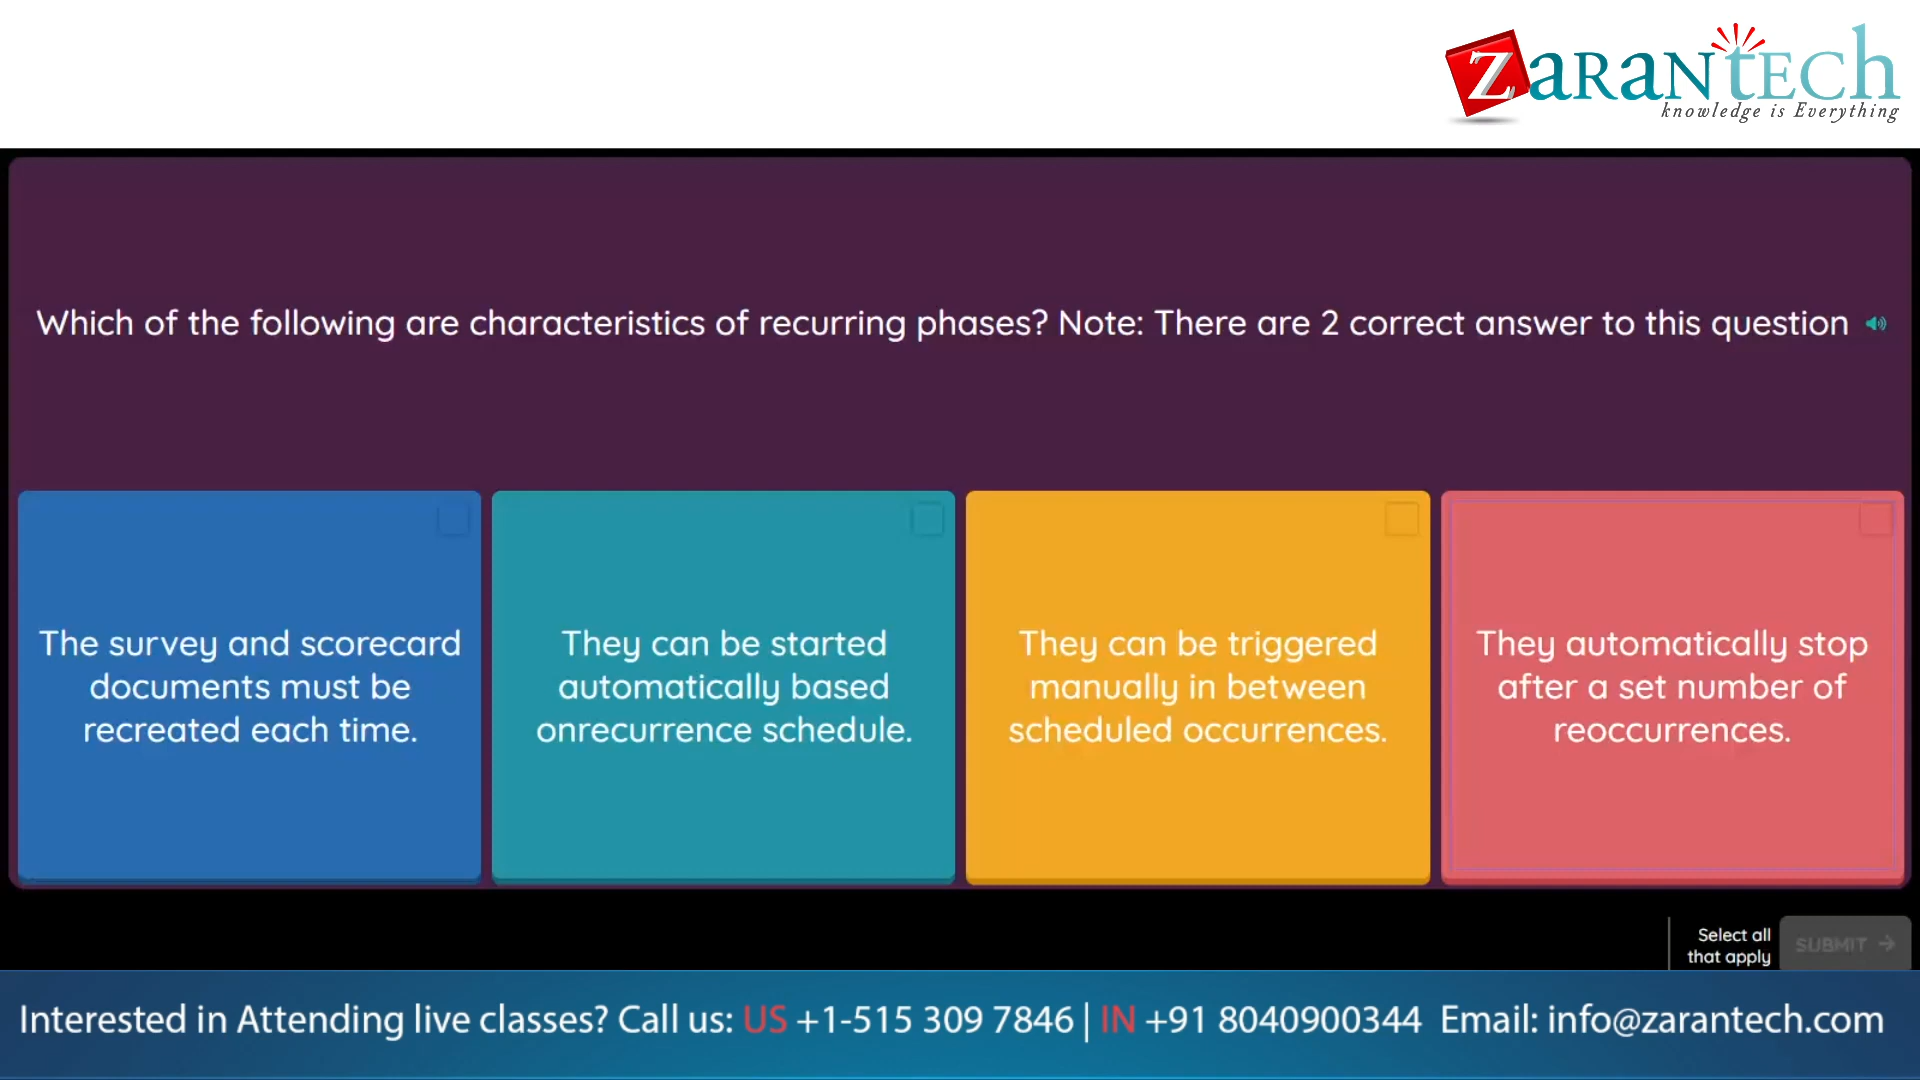 ZARANTECH
knowledge is Everything
Which of the following are characteristics of recurring phases? Note: There are 2 correct answer to this question
The survey and scorecard
documents must be
recreated each time.
They can be started
automatically based
onrecurrence schedule.
They can be triggered
manually in between
scheduled occurrences.
They automatically stop
after a set number of
reoccurrences.
Select all
that apply
SUBMIT
Interested in Attending live classes? Call us: US +1-515 309 7846 | IN +91 8040900344 Email: info@zarantech.com